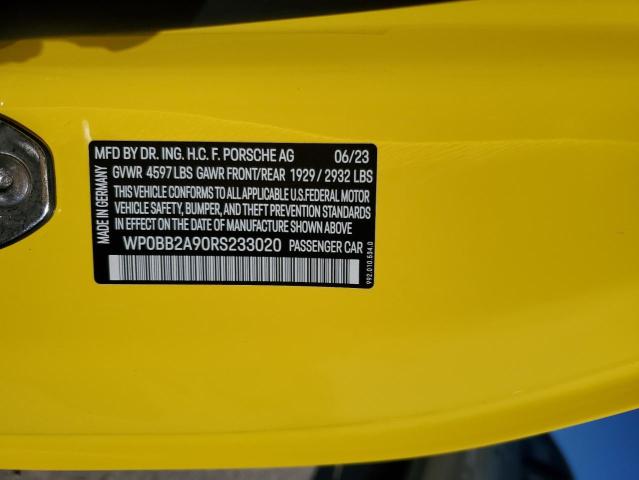 MFD BY DR. ING. H.C. F. PORSCHE AG 06/23
GVWR 4597 LBS GAWR FRONT/REAR 1929 / 2932 LBS
THIS VEHICLE CONFORMS TO ALL APPLICABLE U.S.FEDERAL MOTOR
VEHICLE SAFETY, BUMPER, AND THEFT PREVENTION STANDARDS
IN EFFECT ON THE DATE OF MANUFACTURE SHOWN ABOVE
WP0BB2A90RS233020 PASSENGER CAR
MADE IN GERMANY
992.010.534.0